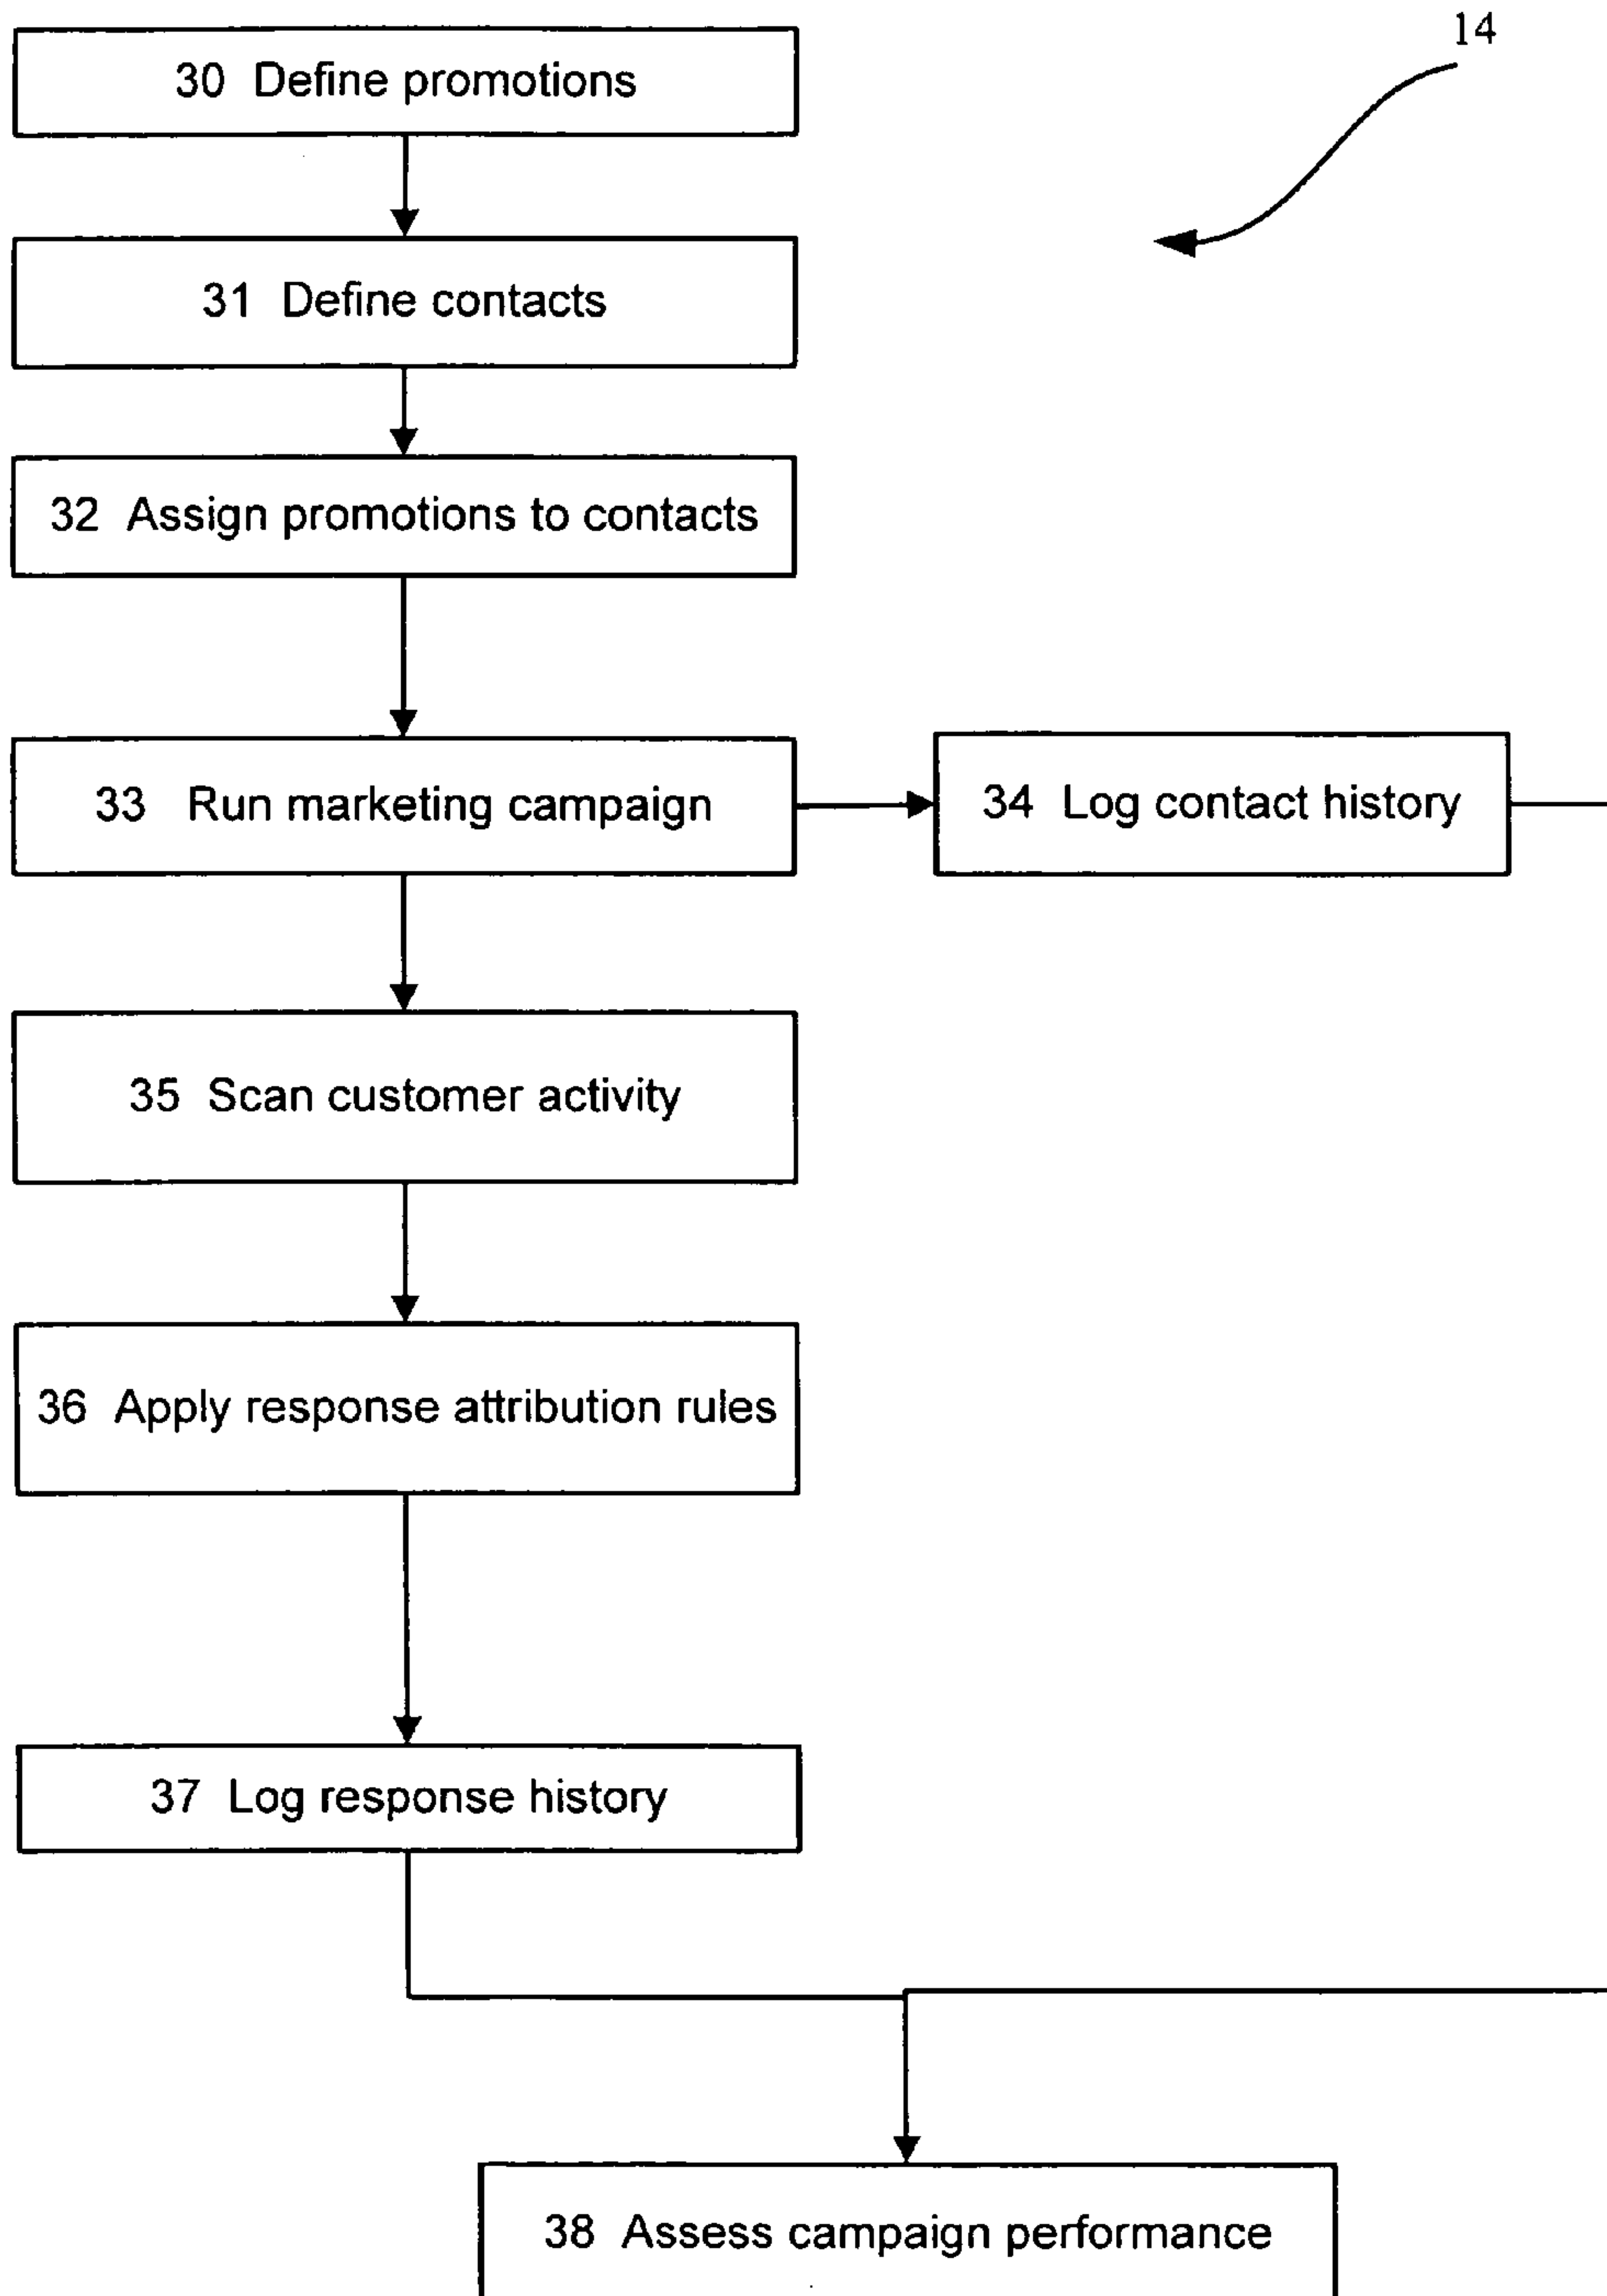 14
30 Define promotions
31 Define contacts
32 Assign promotions to contacts
33 Run marketing campaign
34 Log contact history
35 Scan customer activity
36 Apply response attribution rules
37 Log response history
38 Assess campaign performance